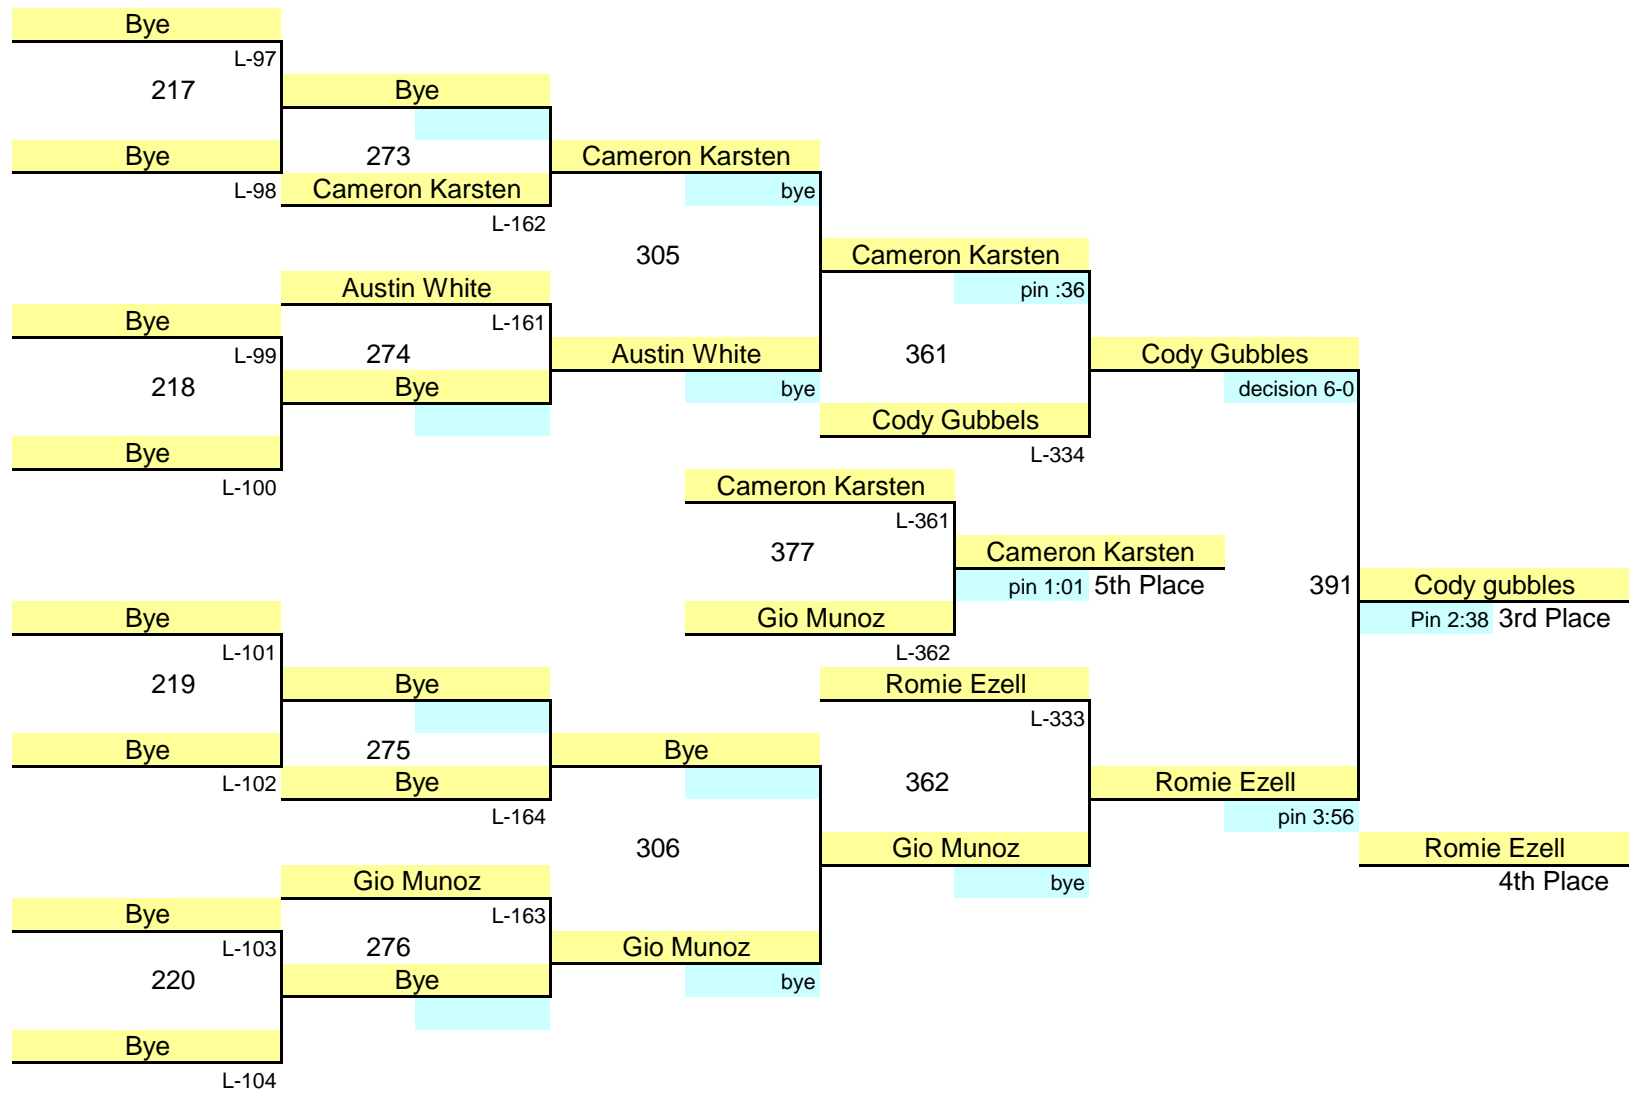 Bye
L-97
217
Bye
Bye
273
Cameron Karsten
L-98
Cameron Karsten
bye
L-162
305
Cameron Karsten
Austin White
pin :36
Bye
L-161
L-99
274
Austin White
361
Cody Gubbles
218
Bye
bye
decision 6-0
Cody Gubbels
Bye
L-334
L-100
Cameron Karsten
L-361
377
Cameron Karsten
pin 1:01
5th Place
391
Cody gubbles
Bye
Gio Munoz
Pin 2:38
3rd Place
L-101
L-362
219
Bye
Romie Ezell
L-333
Bye
275
Bye
L-102
Bye
362
Romie Ezell
L-164
pin 3:56
306
Gio Munoz
Romie Ezell
Gio Munoz
bye
4th Place
Bye
L-163
L-103
276
Gio Munoz
220
Bye
bye
Bye
L-104